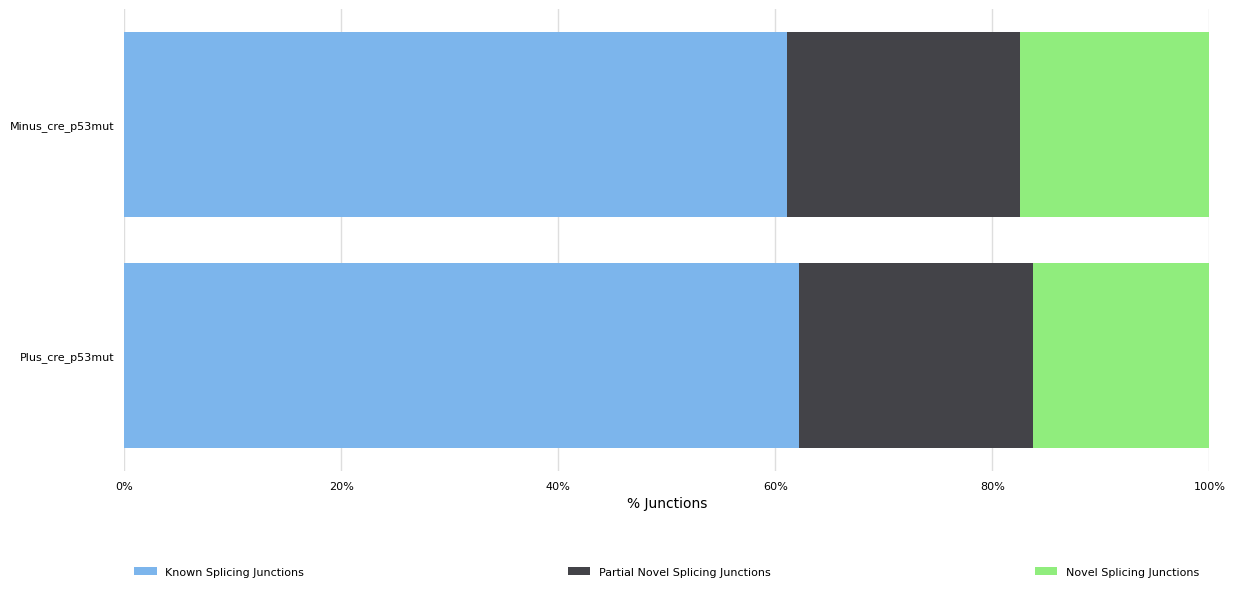 Minus_cre_p53mut
Plus_cre_p53mut
0% 20% 40% 60% 80% 100%
% Junctions
Known Splicing Junctions Partial Novel Splicing Junctions Novel Splicing Junctions